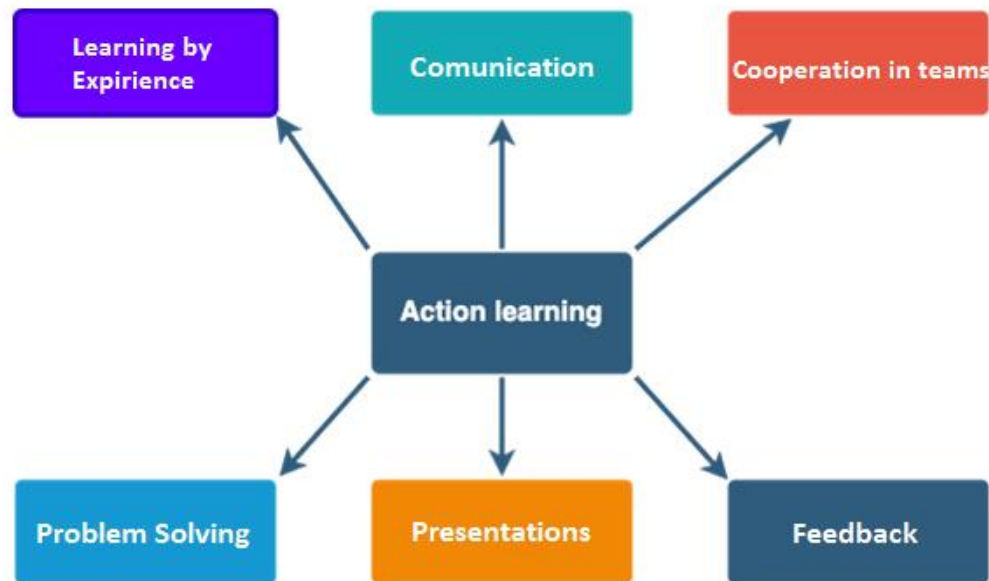 Learning by
Expirience
Comunication
Cooperation in teams
Action learning
Problem Solving
Presentations
Feedback